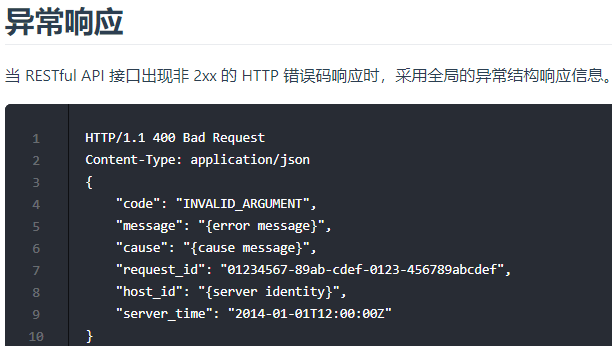 异常响应
当 RESTful API 接口出现非 2xx 的 HTTP 错误码响应时，采用全局的异常结构响应信息。
1 HTTP/1.1 400 Bad Request
2 Content-Type: application/json
3 {
4     "code": "INVALID_ARGUMENT",
5     "message": "{error message}",
6     "cause": "{cause message}",
7     "request_id": "01234567-89ab-cdef-0123-456789abcdef",
8     "host_id": "{server identity}",
9     "server_time": "2014-01-01T12:00:00Z"
10 }